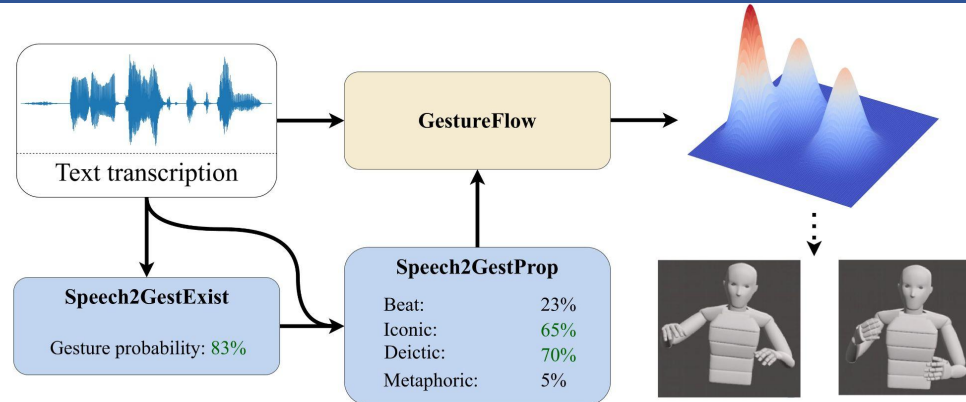 Text transcription
GestureFlow
Speech2GestExist
Gesture probability: 83%
Speech2GestProp
Beat: 23%
Iconic: 65%
Deictic: 70%
Metaphoric: 5%